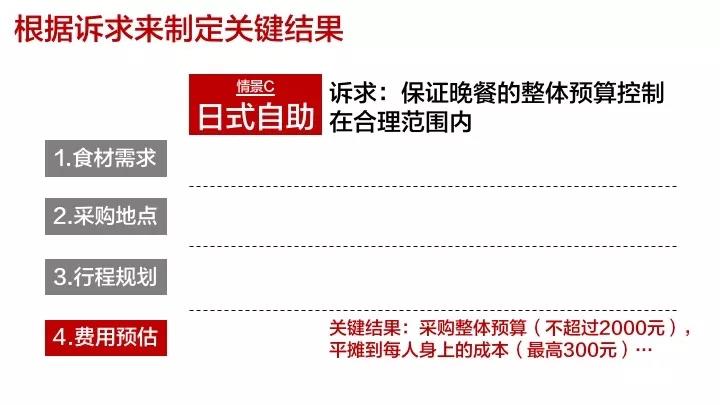 根据诉求来制定关键结果
情景C
日式自助
诉求：保证晚餐的整体预算控制
在合理范围内
1.食材需求
2.采购地点
3.行程规划
4.费用预估
关键结果：采购整体预算（不超过2000元），
平摊到每人身上的成本（最高300元）…